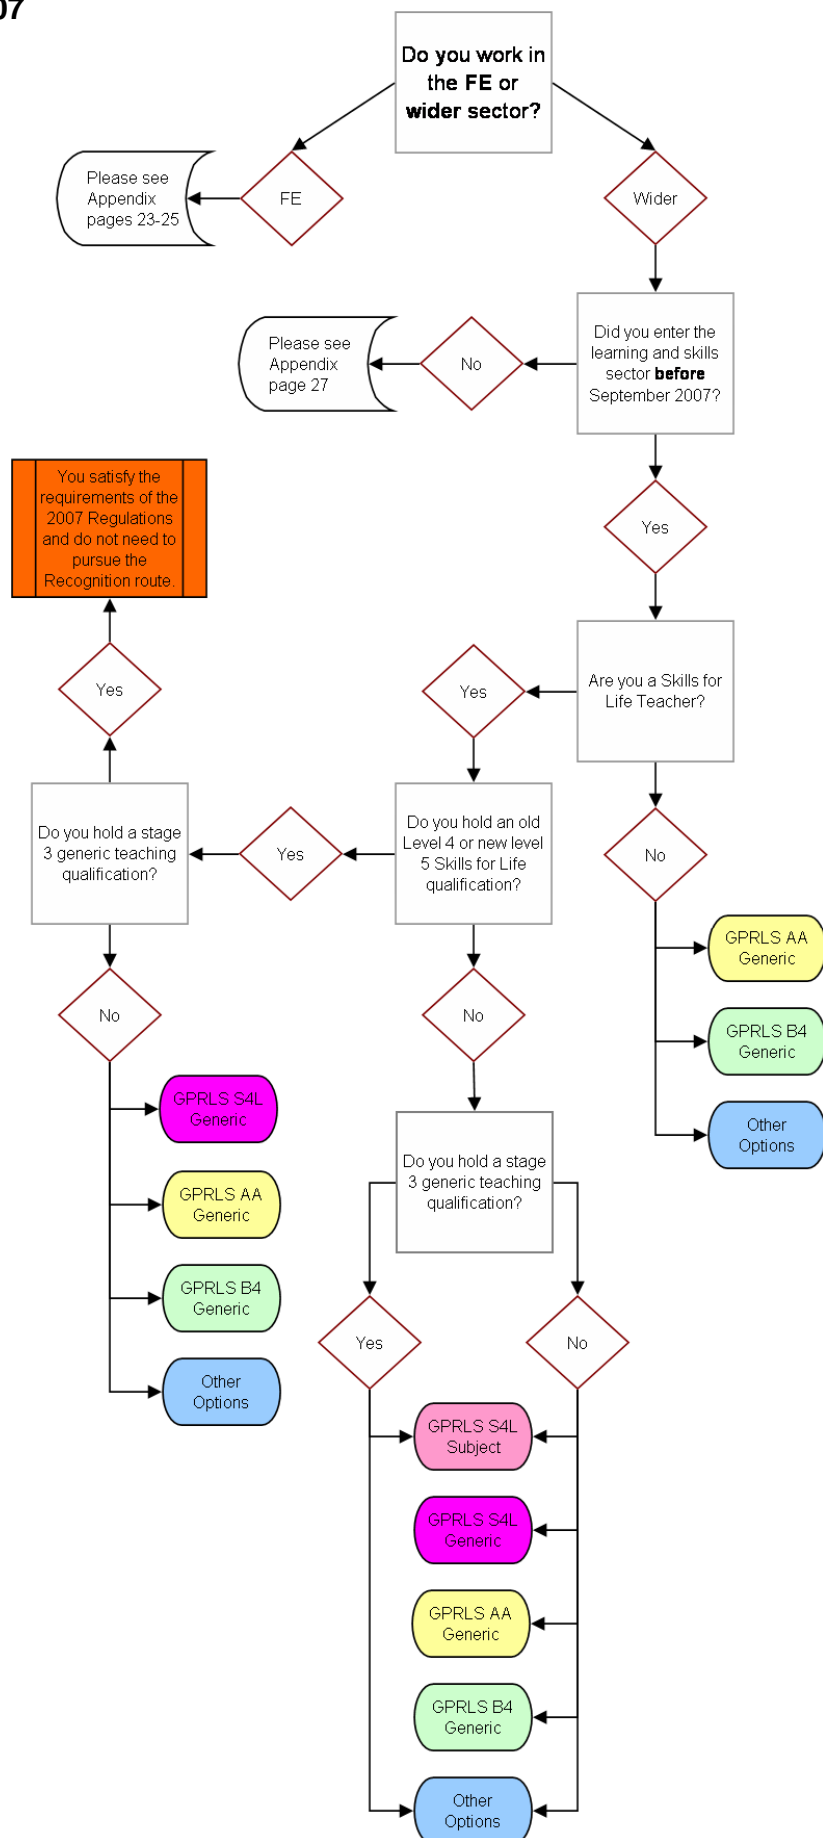 07
Do you work in
the FE or
wider sector?
Please see
Appendix
pages 23-25
FE
Wider
Did you enter the
learning and skills
sector before
September 2007?
No
Please see
Appendix
page 27
Yes
You satisfy the
requirements of the
2007 Regulations
and do not need to
pursue the
Recognition route.
Yes
Yes
Are you a Skills for
Life Teacher?
Do you hold a stage
3 generic teaching
qualification?
Yes
Do you hold an old
Level 4 or new level
5 Skills for Life
qualification?
No
GPRLS AA
Generic
GPRLS B4
Generic
Other
Options
No
No
GPRLS S4L
Generic
GPRLS AA
Generic
GPRLS B4
Generic
Other
Options
Do you hold a stage
3 generic teaching
qualification?
Yes
No
GPRLS S4L
Subject
GPRLS S4L
Generic
GPRLS AA
Generic
GPRLS B4
Generic
Other
Options